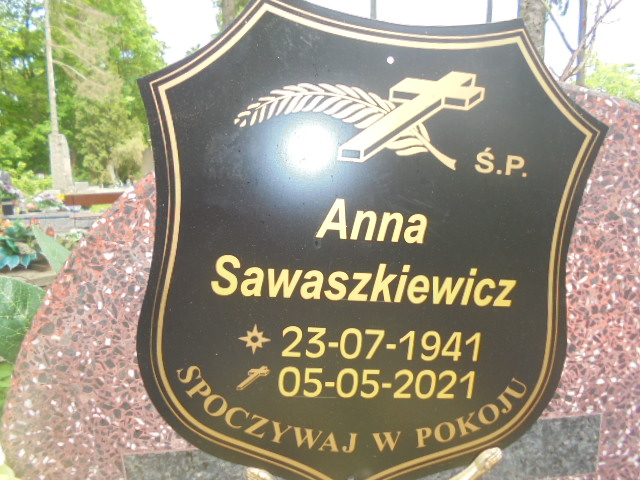 Ś.P.
Anna
Sawaszkiewicz
23-07-1941
05-05-2021
SPOCZYWAJ W POKOJU